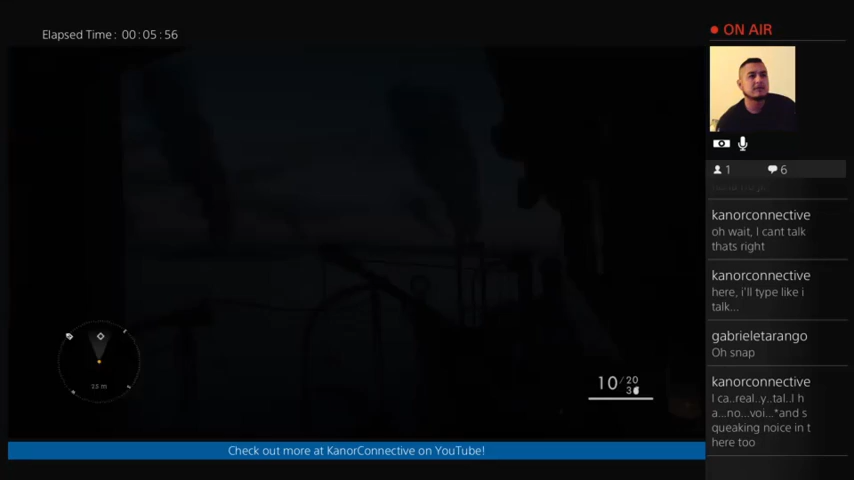 Elapsed Time: 00:05:56
ON AIR
1
6
kanorconnective
oh wait, I cant talk
thats right
kanorconnective
here, i'll type like i
talk...
gabrieletarango
Oh snap
kanorconnective
I ca..real..y..tal..I h
a...no...voi...*and s
queaking noice in t
here too
25 m
10/20
3
Check out more at KanorConnective on YouTube!